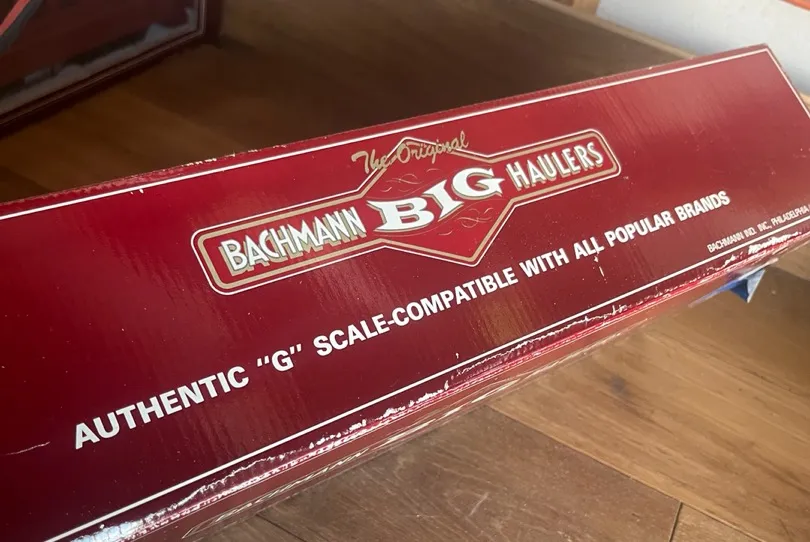 The Original
BACHMANN BIG HAULERS
AUTHENTIC "G" SCALE-COMPATIBLE WITH ALL POPULAR BRANDS
BACHMANN IND. INC., PHILADELPHIA